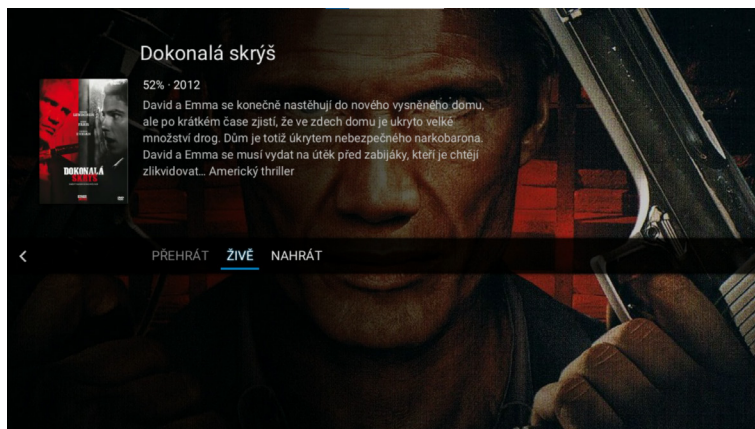 Dokonalá skrýš
52% · 2012
David a Emma se konečně nastěhují do nového vysněného domu,
ale po krátkém čase zjistí, že ve zdech domu je ukryto velké
množství drog. Dům je totiž úkrytem nebezpečného narkobarona.
David a Emma se musí vydat na útěk před zabijáky, kteří je chtějí
zlikvidovat… Americký thriller
DOKONALÁ
SKRÝŠ
PŘEHRÁT ŽIVĚ NAHRÁT